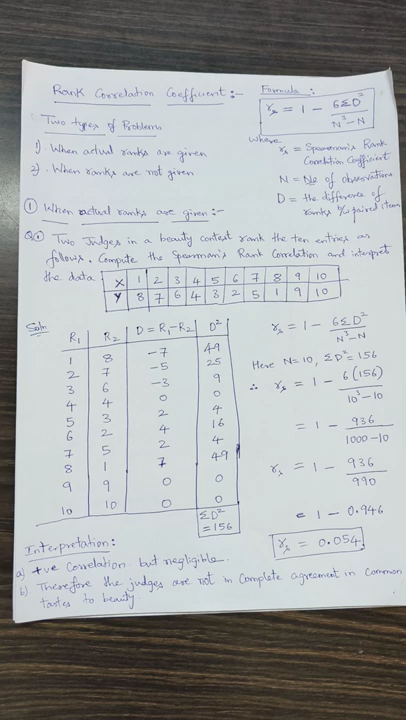 Rank Correlation Coefficient :-
Formula :
r_s = 1 - 6ΣD² / N³-N
Two types of Problems
1) When actual ranks are given
2). When ranks are not given
where
r_s = Spearman's Rank
Correlation Coefficient
N = No of observations
D = the difference of
ranks b/w paired item
① When actual ranks are given :-
Q① Two Judges in a beauty contest rank the ten entries as
follows. Compute the Spearman's Rank Correlation and interpret
the data
X 1 2 3 4 5 6 7 8 9 10
Y 8 7 6 4 3 2 5 1 9 10
Soln
R₁ R₂ D = R₁-R₂ D²
1 8 -7 49
2 7 -5 25
3 6 -3 9
4 4 0 0
5 3 2 4
6 2 4 16
7 5 2 4
8 1 7 49
9 9 0 0
10 10 0 0
ΣD²
=156
r_s = 1 - 6ΣD² / N³-N
Here N=10, ΣD²=156
∴ r_s = 1 - 6(156) / 10³-10
= 1 - 936 / 1000-10
r_s = 1 - 936 / 990
= 1 - 0.946
r_s = 0.054
Interpretation:
a) +ve Correlation but negligible.
b) Therefore the judges are not in complete agreement in common
tastes to beauty